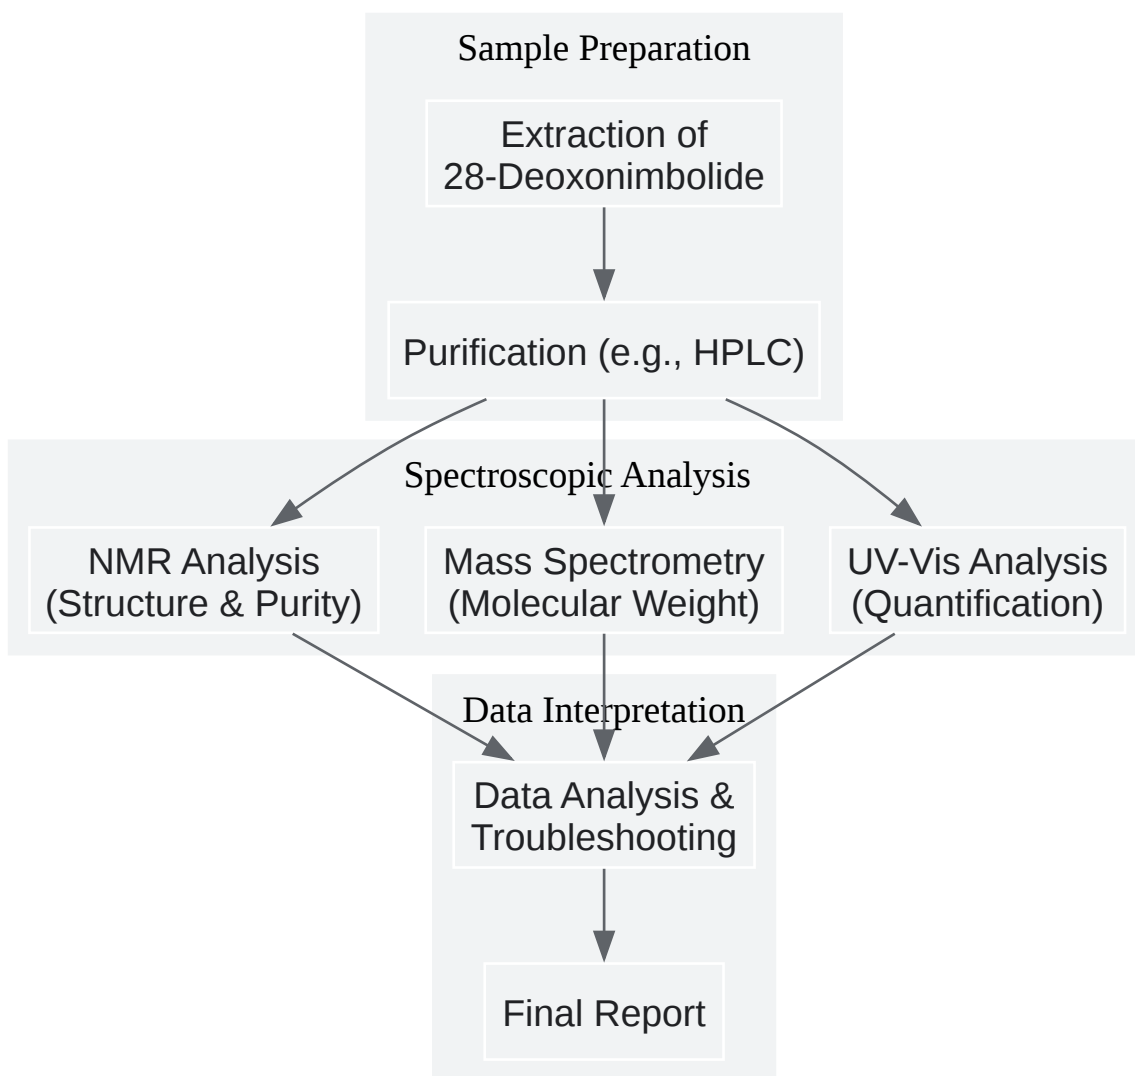 Sample Preparation
Extraction of
28-Deoxonimbolide
Purification (e.g., HPLC)
Spectroscopic Analysis
NMR Analysis
(Structure & Purity)
Mass Spectrometry
(Molecular Weight)
UV-Vis Analysis
(Quantification)
Data Interpretation
Data Analysis &
Troubleshooting
Final Report